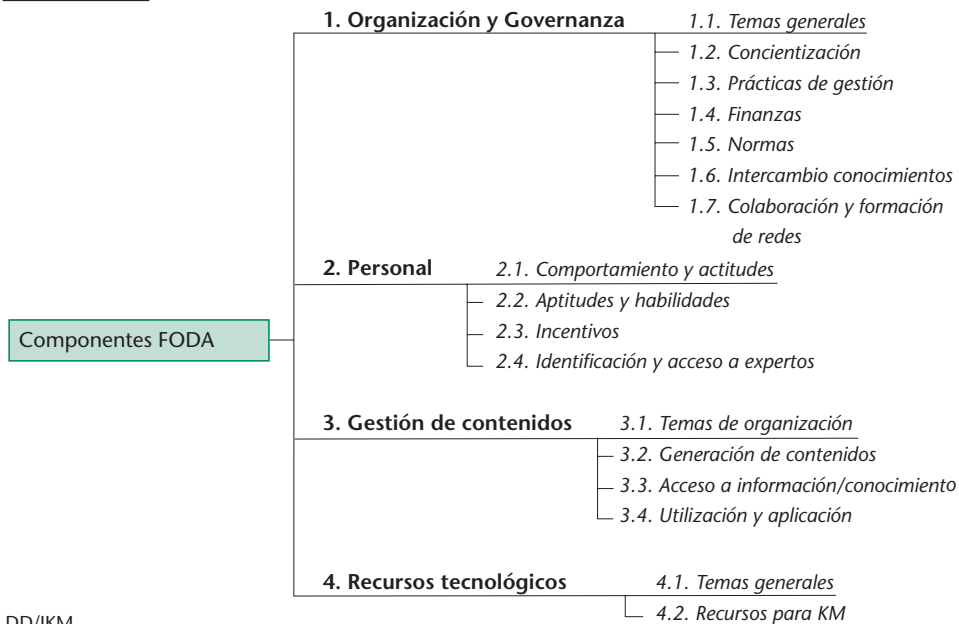 1. Organización y Governanza
1.1. Temas generales
1.2. Concientización
1.3. Prácticas de gestión
1.4. Finanzas
1.5. Normas
1.6. Intercambio conocimientos
1.7. Colaboración y formación
de redes
2. Personal
2.1. Comportamiento y actitudes
2.2. Aptitudes y habilidades
2.3. Incentivos
2.4. Identificación y acceso a expertos
Componentes FODA
3. Gestión de contenidos
3.1. Temas de organización
3.2. Generación de contenidos
3.3. Acceso a información/conocimiento
3.4. Utilización y aplicación
4. Recursos tecnológicos
4.1. Temas generales
4.2. Recursos para KM